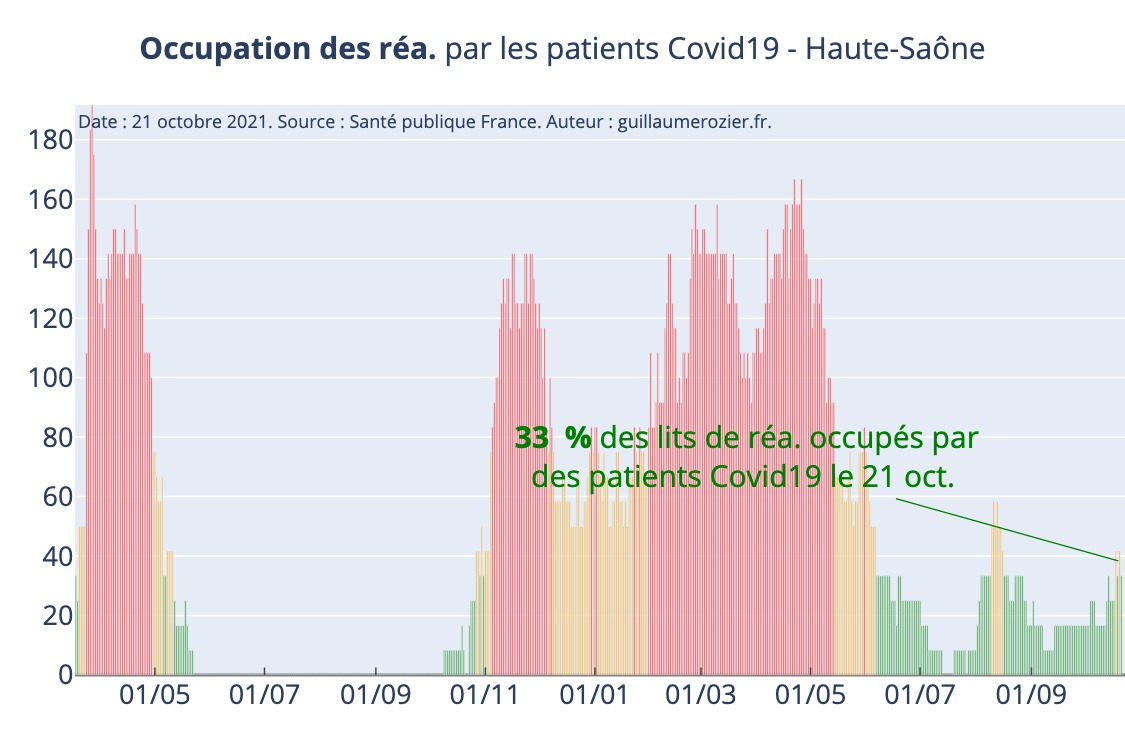 Occupation des réa. par les patients Covid19 - Haute-Saône
Date : 21 octobre 2021. Source : Santé publique France. Auteur : guillaumerozier.fr.
180
160
140
120
100
80
60
40
20
0
33 % des lits de réa. occupés par
des patients Covid19 le 21 oct.
01/05 01/07 01/09 01/11 01/01 01/03 01/05 01/07 01/09